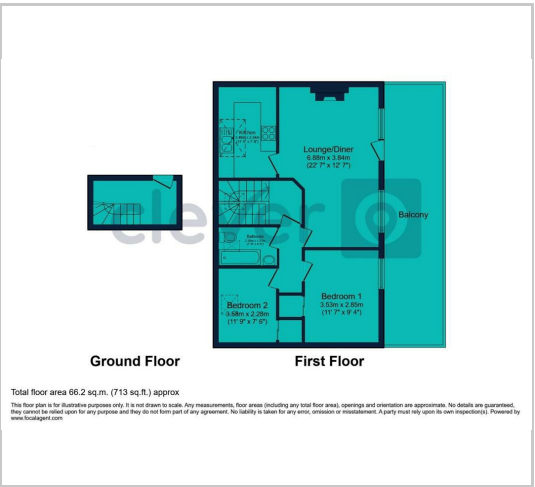 Kitchen
Lounge/Diner
6.88m x 3.84m
(22' 7" x 12' 7")
clever
Balcony
Bathroom
Bedroom 2
3.58m x 2.28m
(11' 9" x 7' 6")
Bedroom 1
3.53m x 2.85m
(11' 7" x 9' 4")
Ground Floor
First Floor
Total floor area 66.2 sq.m. (713 sq.ft.) approx
This floor plan is for illustrative purposes only. It is not drawn to scale. Any measurements, floor areas (including any total floor area), openings and orientation are approximate. No details are guaranteed,
they cannot be relied upon for any purpose and they do not form part of any agreement. No liability is taken for any error, omission or misstatement. A party must rely upon its own inspection(s). Powered by
www.focalagent.com